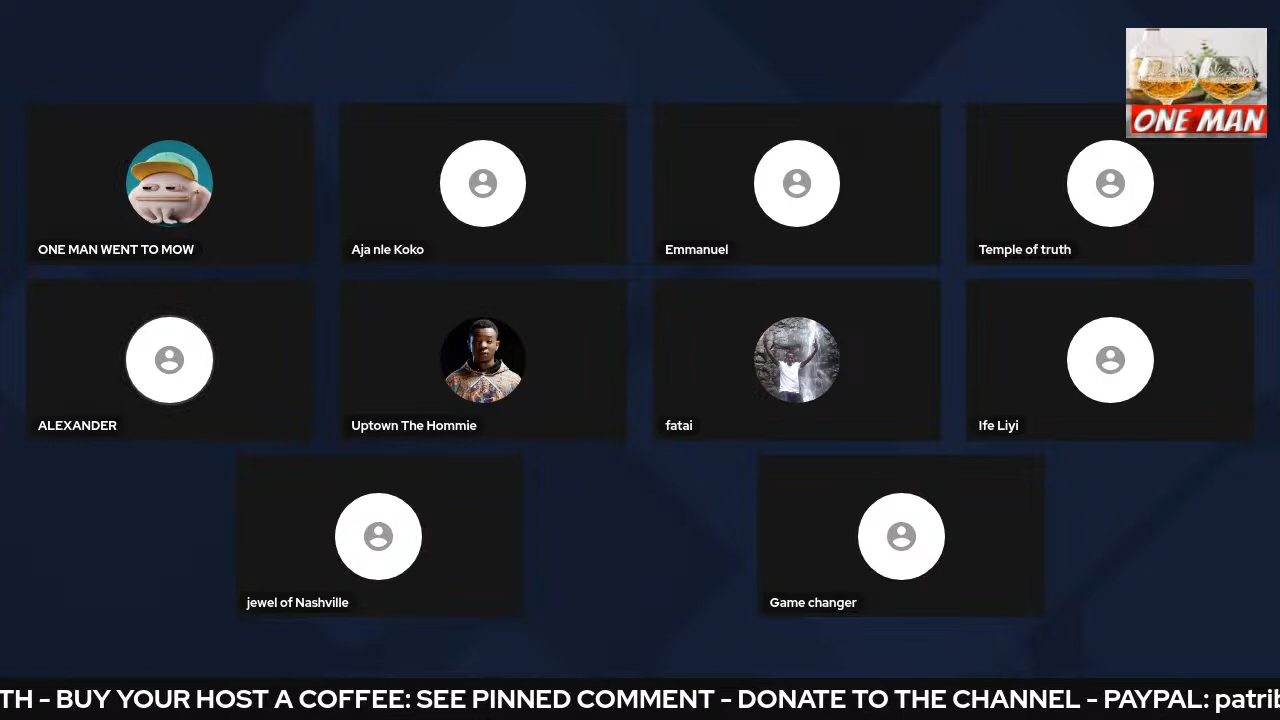 ONE MAN
ONE MAN WENT TO MOW
Aja nle Koko
Emmanuel
Temple of truth
ALEXANDER
Uptown The Hommie
fatai
Ife Liyi
jewel of Nashville
Game changer
TH - BUY YOUR HOST A COFFEE: SEE PINNED COMMENT - DONATE TO THE CHANNEL - PAYPAL: patrib